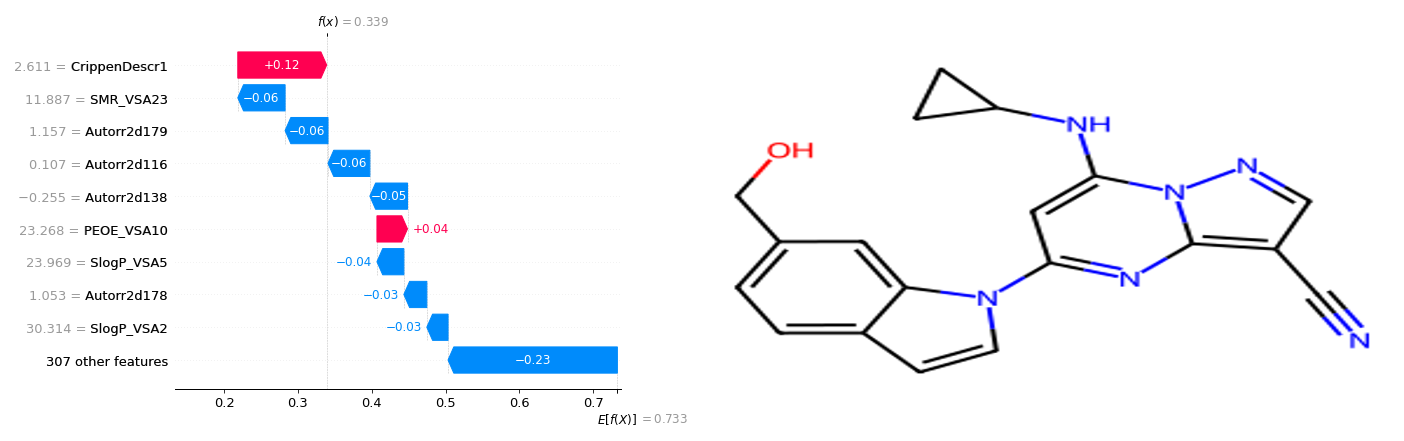 f(x) = 0.339
2.611 = CrippenDescr1
+0.12
11.887 = SMR_VSA23
−0.06
1.157 = Autorr2d179
−0.06
0.107 = Autorr2d116
−0.06
−0.255 = Autorr2d138
−0.05
23.268 = PEOE_VSA10
+0.04
23.969 = SlogP_VSA5
−0.04
1.053 = Autorr2d178
−0.03
30.314 = SlogP_VSA2
−0.03
307 other features
−0.23
0.2 0.3 0.4 0.5 0.6 0.7
E[f(X)] = 0.733
NH
OH
N
N
N
N
N